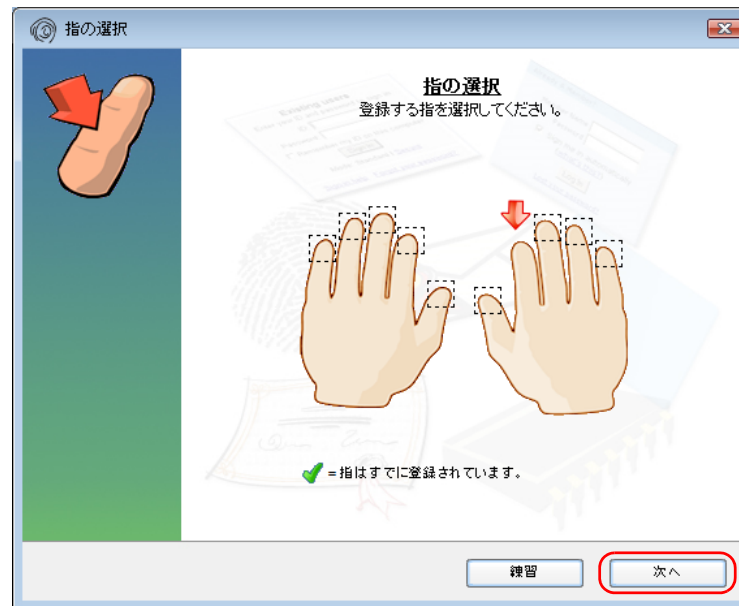 指の選択
指の選択
登録する指を選択してください。
=指はすでに登録されています。
練習
次へ